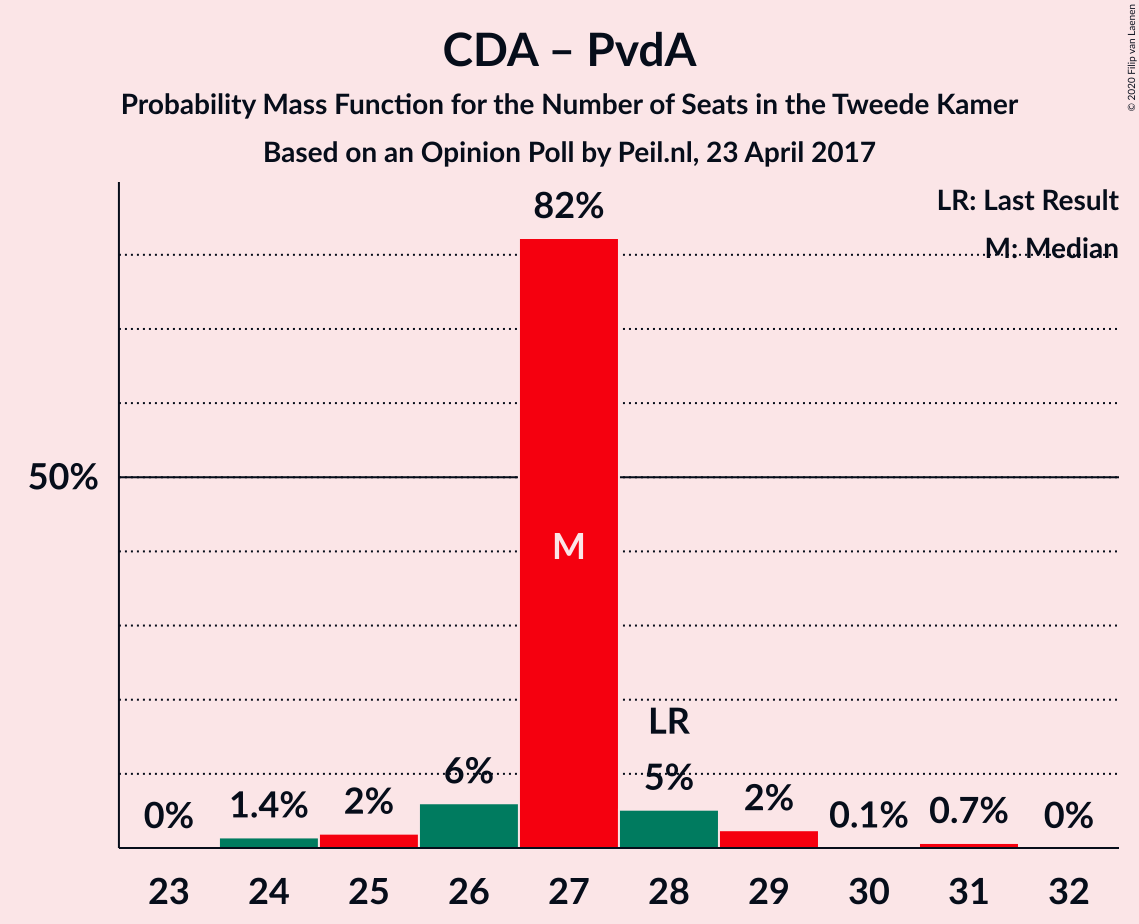 CDA – PvdA
Probability Mass Function for the Number of Seats in the Tweede Kamer
Based on an Opinion Poll by Peil.nl, 23 April 2017
© 2020 Filip van Laenen
LR: Last Result
M: Median
82%
50%
M
LR
0%
1.4%
2%
6%
5%
2%
0.1%
0.7%
0%
23 24 25 26 27 28 29 30 31 32